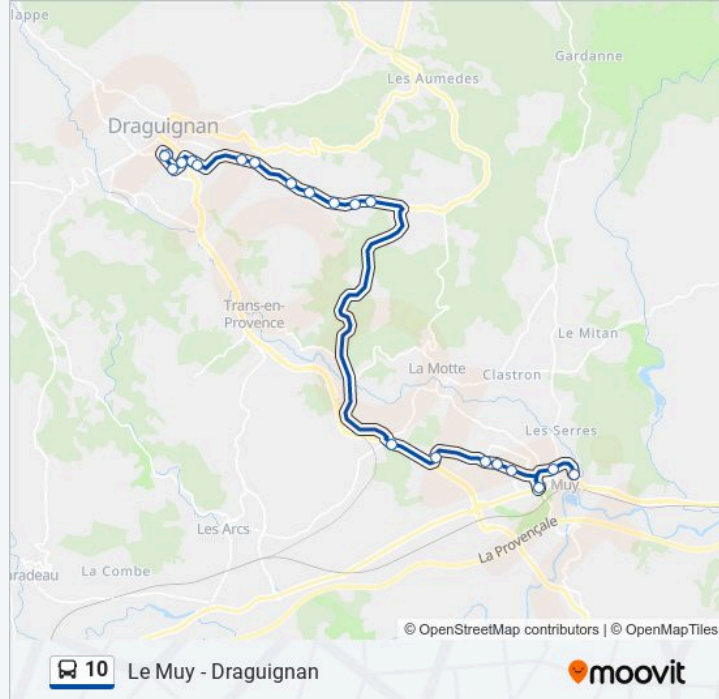 lappe
Gardanne
Les Aumedes
Draguignan
Trans-en-
Provence
Le Mitan
La Motte
Clastron
Les Serres
Muy
Les Arcs
La Provençale
aradeau
La Combe
© OpenStreetMap contributors | © OpenMapTiles
10 Le Muy - Draguignan
moovit